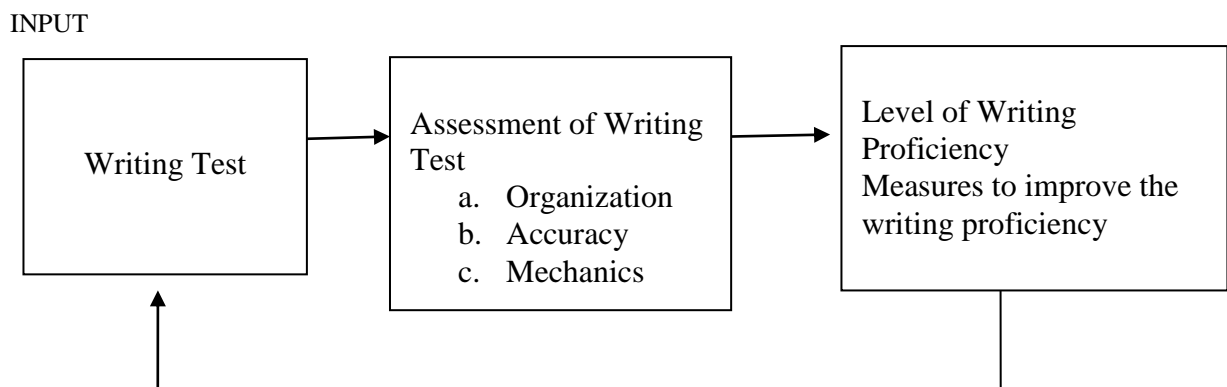 INPUT
Writing Test
Assessment of Writing
Test
a. Organization
b. Accuracy
c. Mechanics
Level of Writing
Proficiency
Measures to improve the
writing proficiency